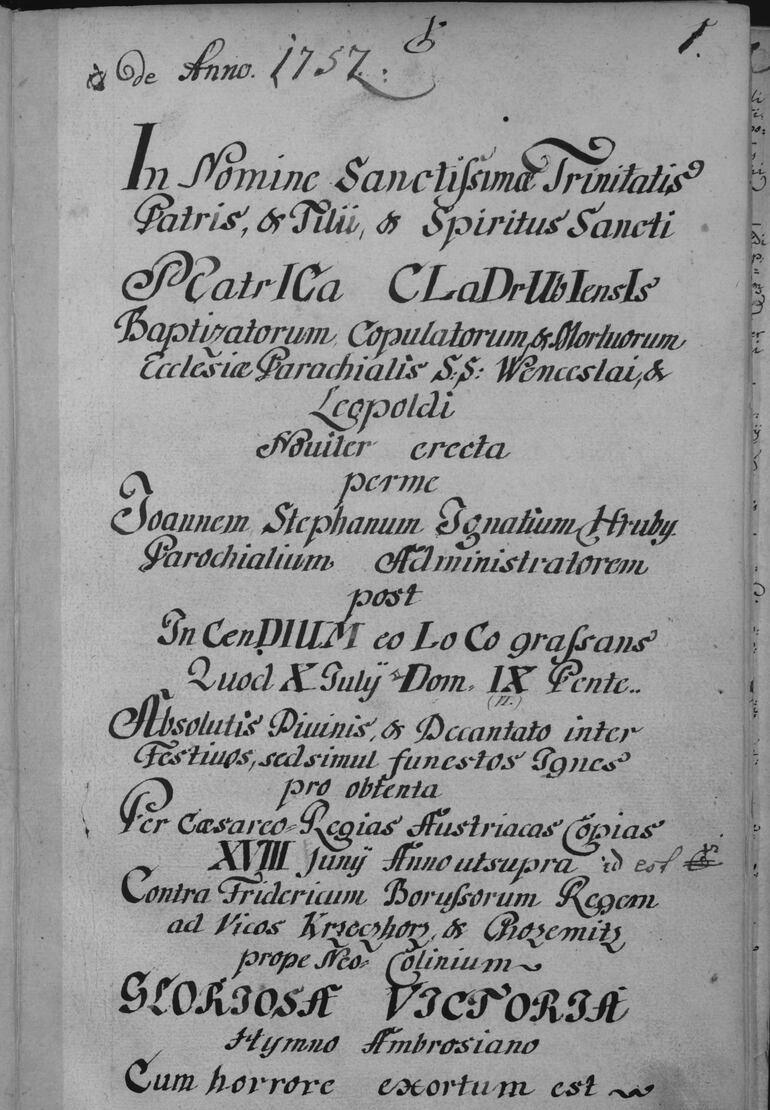 de Anno. 1757.
1.
In Nomine Sanctissimæ Trinitatis
Patris, & Filii, & Spiritus Sancti
MatrICa CLaDrUbIensIs
Baptizatorum, Copulatorum, & Mortuorum
Ecclesiæ Parachialis S.S: Wenceslai, &
Leopoldi
Noviter erecta
per me
Joannem Stephanum Ignatium Hruby
Parochialium Administratorem
post
InCenDIUM eo LoCo grassans
Quod X Julij Dom. IX Pente..
Absolutis Divinis, & Decantato inter
Festivos, sed simul funestos Ignes
pro obtenta
Per Cæsareo-Regias Austriacas Copias
XVIII Junij Anno ut supra id est
Contra Fridericum Borussorum Regem
ad Vicos Krzeczhorz, & Chozemitz
prope Neo-Colinium
GLORIOSA VICTORIA
Hymno Ambrosiano
Cum horrore exortum est